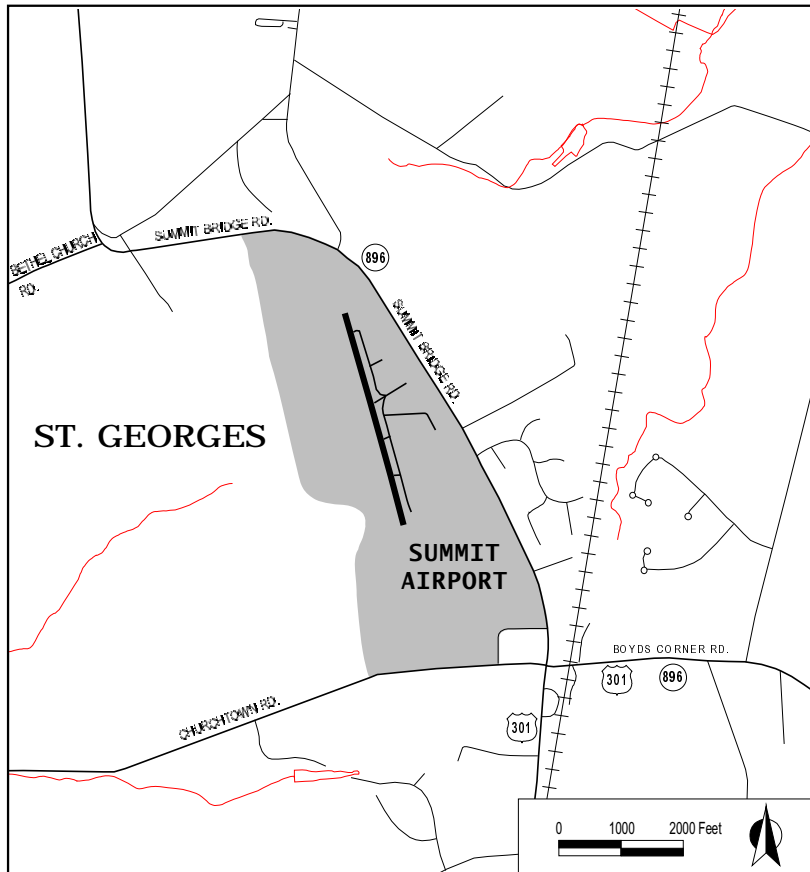 SUMMIT BRIDGE RD.
BETHEL CHURCH
RD.
896
SUMMIT BRIDGE RD.
ST. GEORGES
SUMMIT
AIRPORT
BOYDS CORNER RD.
301
896
CHURCHTOWN RD.
301
0 1000 2000 Feet